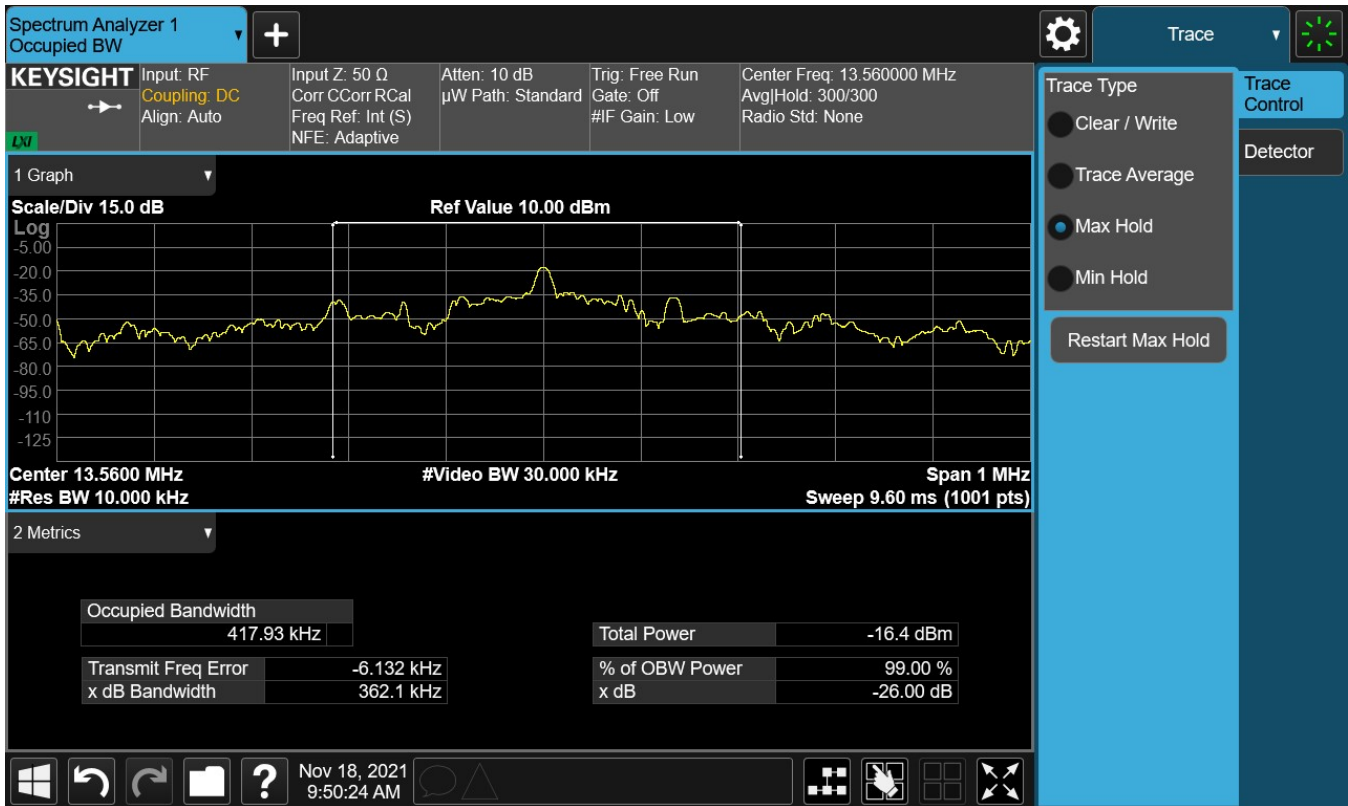 Spectrum Analyzer 1
Occupied BW
Trace
KEYSIGHT
LXI
Input: RF
Coupling: DC
Align: Auto
Input Z: 50 Ω
Corr CCorr RCal
Freq Ref: Int (S)
NFE: Adaptive
Atten: 10 dB
µW Path: Standard
Trig: Free Run
Gate: Off
#IF Gain: Low
Center Freq: 13.560000 MHz
Avg|Hold: 300/300
Radio Std: None
1 Graph
Scale/Div 15.0 dB
Ref Value 10.00 dBm
Log
-5.00
-20.0
-35.0
-50.0
-65.0
-80.0
-95.0
-110
-125
Center 13.5600 MHz
#Video BW 30.000 kHz
Span 1 MHz
#Res BW 10.000 kHz
Sweep 9.60 ms (1001 pts)
2 Metrics
Occupied Bandwidth
417.93 kHz
Total Power -16.4 dBm
Transmit Freq Error -6.132 kHz
% of OBW Power 99.00 %
x dB Bandwidth 362.1 kHz
x dB -26.00 dB
Trace Type
Clear / Write
Trace Average
Max Hold
Min Hold
Restart Max Hold
Trace
Control
Detector
?
Nov 18, 2021
9:50:24 AM